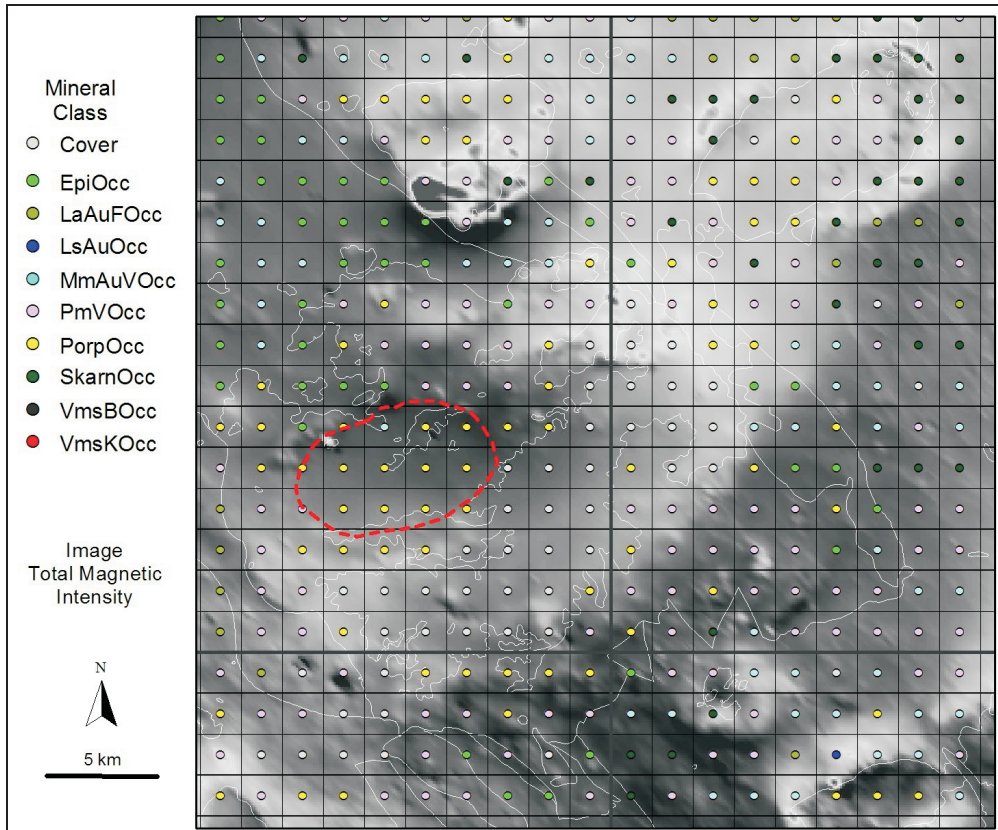 Mineral
Class
Cover
EpiOcc
LaAuFOcc
LsAuOcc
MmAuVOcc
PmVOcc
PorpOcc
SkarnOcc
VmsBOcc
VmsKOcc
Image
Total Magnetic
Intensity
N
5 km